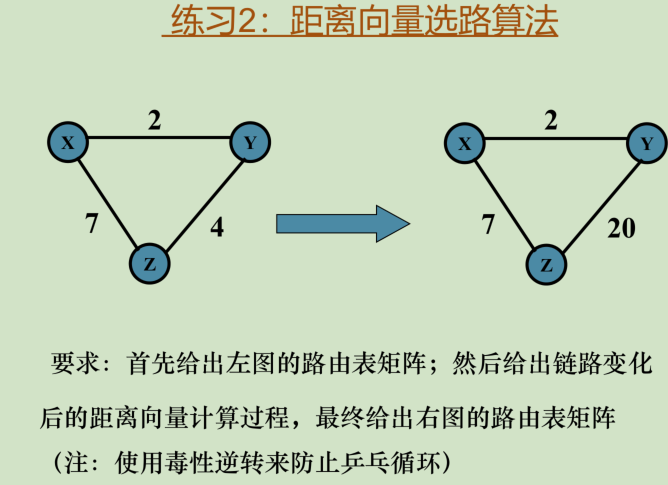 练习2：距离向量选路算法
2
2
X
Y
X
Y
7
4
7
20
Z
Z
要求：首先给出左图的路由表矩阵；然后给出链路变化
后的距离向量计算过程，最终给出右图的路由表矩阵
（注：使用毒性逆转来防止乒乓循环）